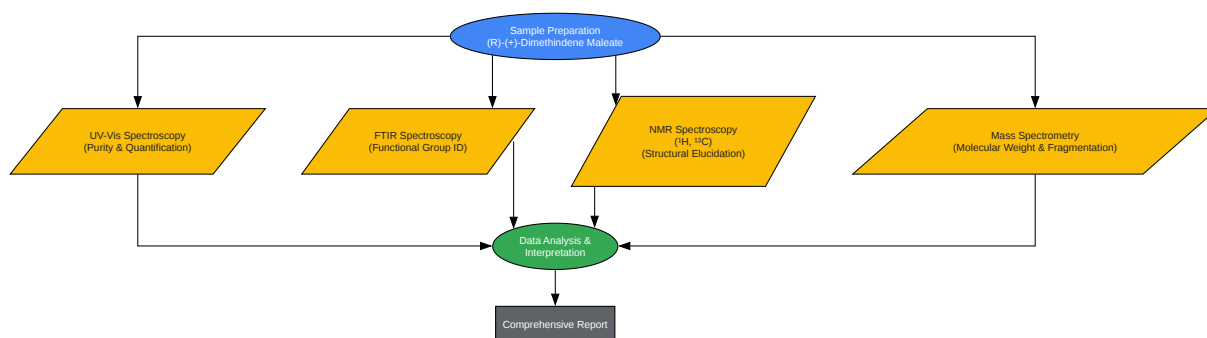 Sample Preparation
(R)-(+)-Dimethindene Maleate
UV-Vis Spectroscopy
(Purity & Quantification)
FTIR Spectroscopy
(Functional Group ID)
NMR Spectroscopy
(¹H, ¹³C)
(Structural Elucidation)
Mass Spectrometry
(Molecular Weight & Fragmentation)
Data Analysis &
Interpretation
Comprehensive Report